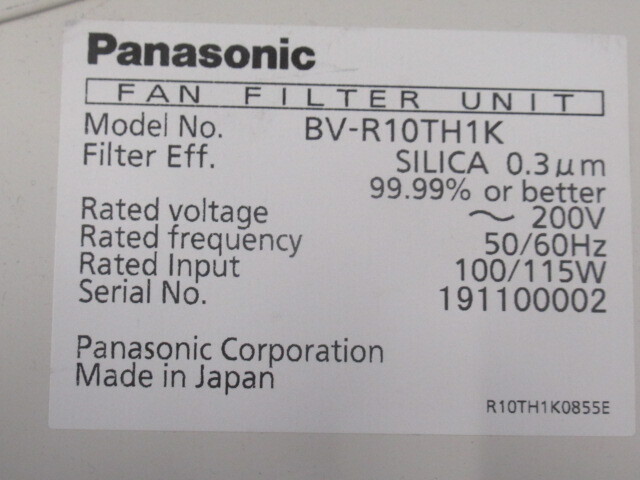 Panasonic
FAN FILTER UNIT
Model No. BV-R10TH1K
Filter Eff. SILICA 0.3μm
99.99% or better
Rated voltage ~ 200V
Rated frequency 50/60Hz
Rated Input 100/115W
Serial No. 191100002
Panasonic Corporation
Made in Japan
R10TH1K0855E